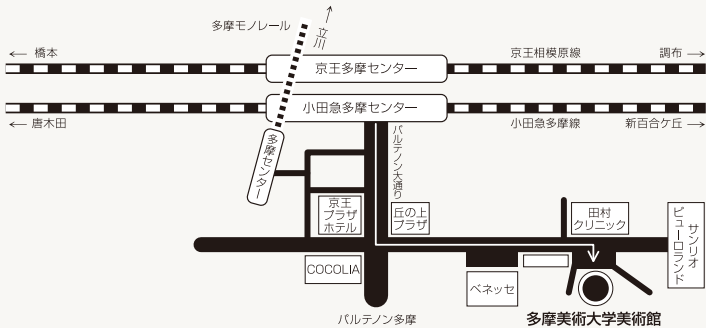 多摩モノレール
立川
← 橋本
京王多摩センター
京王相模原線
調布 →
小田急多摩センター
← 唐木田
小田急多摩線
新百合ケ丘 →
多摩センター
パルテノン大通り
京王
プラザ
ホテル
丘の上
プラザ
田村
クリニック
サンリオ
ピューロランド
COCOLIA
ベネッセ
パルテノン多摩
多摩美術大学美術館